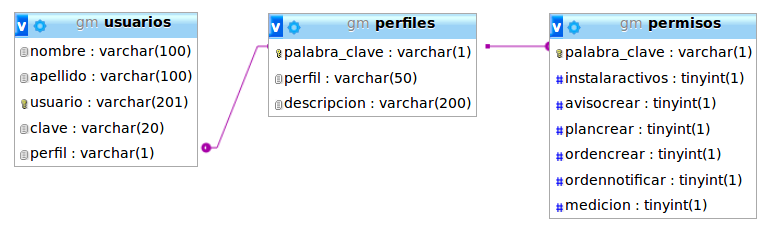 v gm usuarios
nombre : varchar(100)
apellido : varchar(100)
usuario : varchar(201)
clave : varchar(20)
perfil : varchar(1)
v gm perfiles
palabra_clave : varchar(1)
perfil : varchar(50)
descripcion : varchar(200)
v gm permisos
palabra_clave : varchar(1)
# instalaractivos : tinyint(1)
# avisocrear : tinyint(1)
# plancrear : tinyint(1)
# ordencrear : tinyint(1)
# ordennotificar : tinyint(1)
# medicion : tinyint(1)